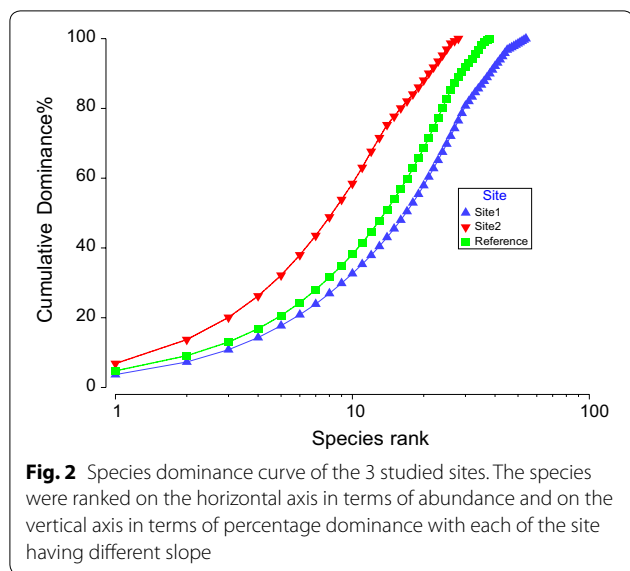 100
80
60
40
20
0
Cumulative Dominance%
1
10
100
Species rank
Site
Site1
Site2
Reference
Fig. 2 Species dominance curve of the 3 studied sites. The species
were ranked on the horizontal axis in terms of abundance and on the
vertical axis in terms of percentage dominance with each of the site
having different slope